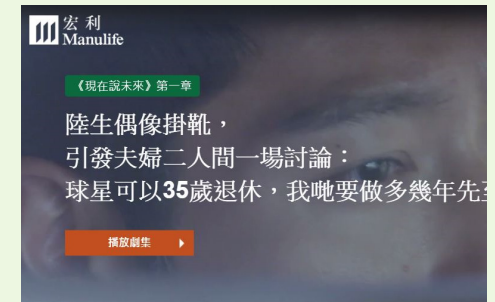 宏利
Manulife
《現在說未來》第一章
陸生偶像掛靴，
引發夫婦二人間一場討論：
球星可以35歲退休，我哋要做多幾年先
播放劇集